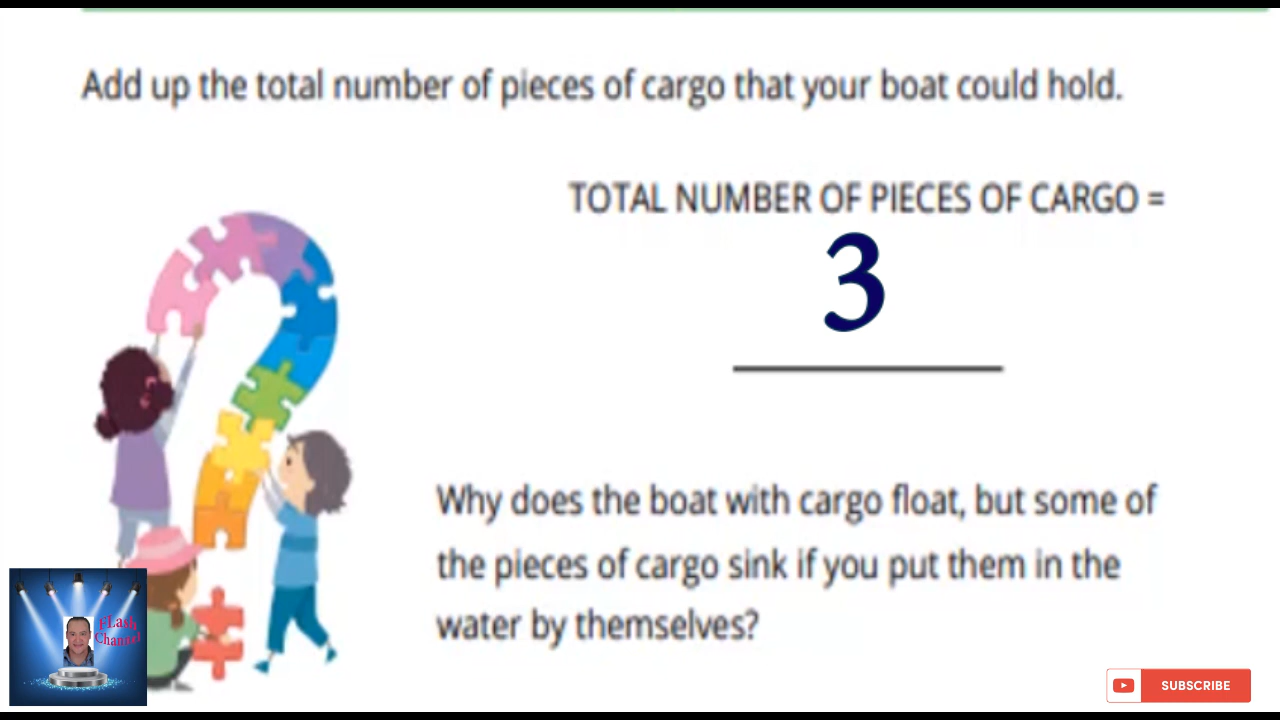 Add up the total number of pieces of cargo that your boat could hold.
TOTAL NUMBER OF PIECES OF CARGO =
3
Why does the boat with cargo float, but some of
the pieces of cargo sink if you put them in the
water by themselves?
FLash
Channel
SUBSCRIBE